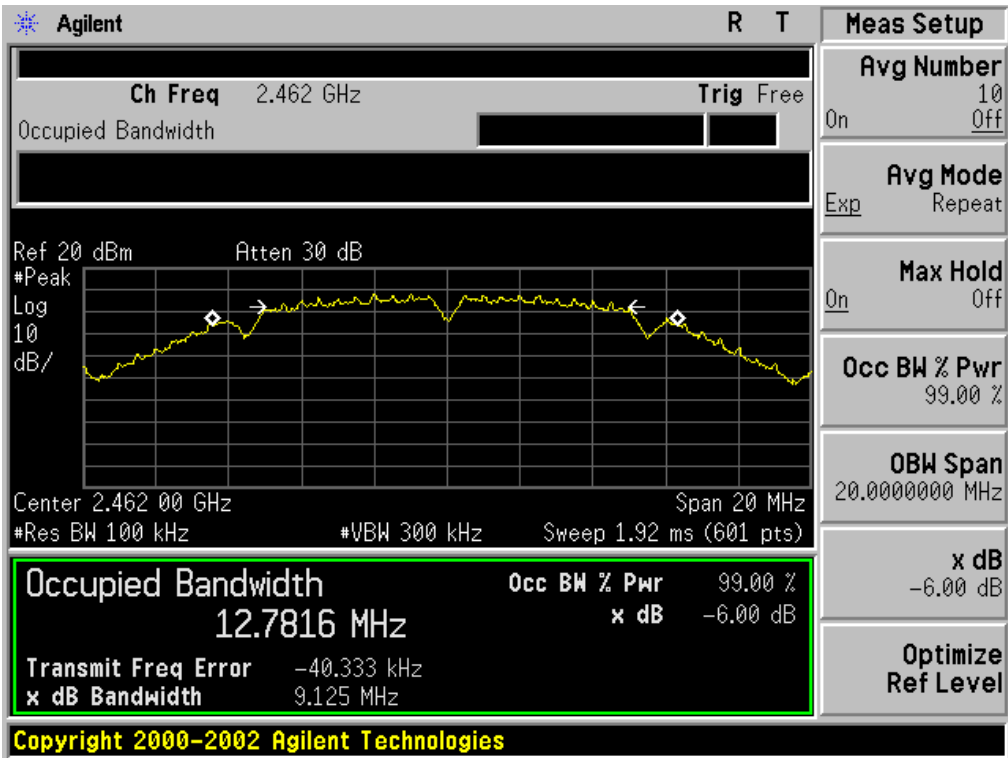 Agilent R T
Ch Freq 2.462 GHz Trig Free
Occupied Bandwidth
Ref 20 dBm Atten 30 dB
#Peak
Log
10
dB/
Center 2.462 00 GHz Span 20 MHz
#Res BW 100 kHz #VBW 300 kHz Sweep 1.92 ms (601 pts)
Occupied Bandwidth Occ BW % Pwr 99.00 %
12.7816 MHz x dB -6.00 dB
Transmit Freq Error -40.333 kHz
x dB Bandwidth 9.125 MHz
Copyright 2000-2002 Agilent Technologies
Meas Setup
Avg Number
10
On Off
Avg Mode
Exp Repeat
Max Hold
On Off
Occ BW % Pwr
99.00 %
OBW Span
20.0000000 MHz
x dB
-6.00 dB
Optimize
Ref Level